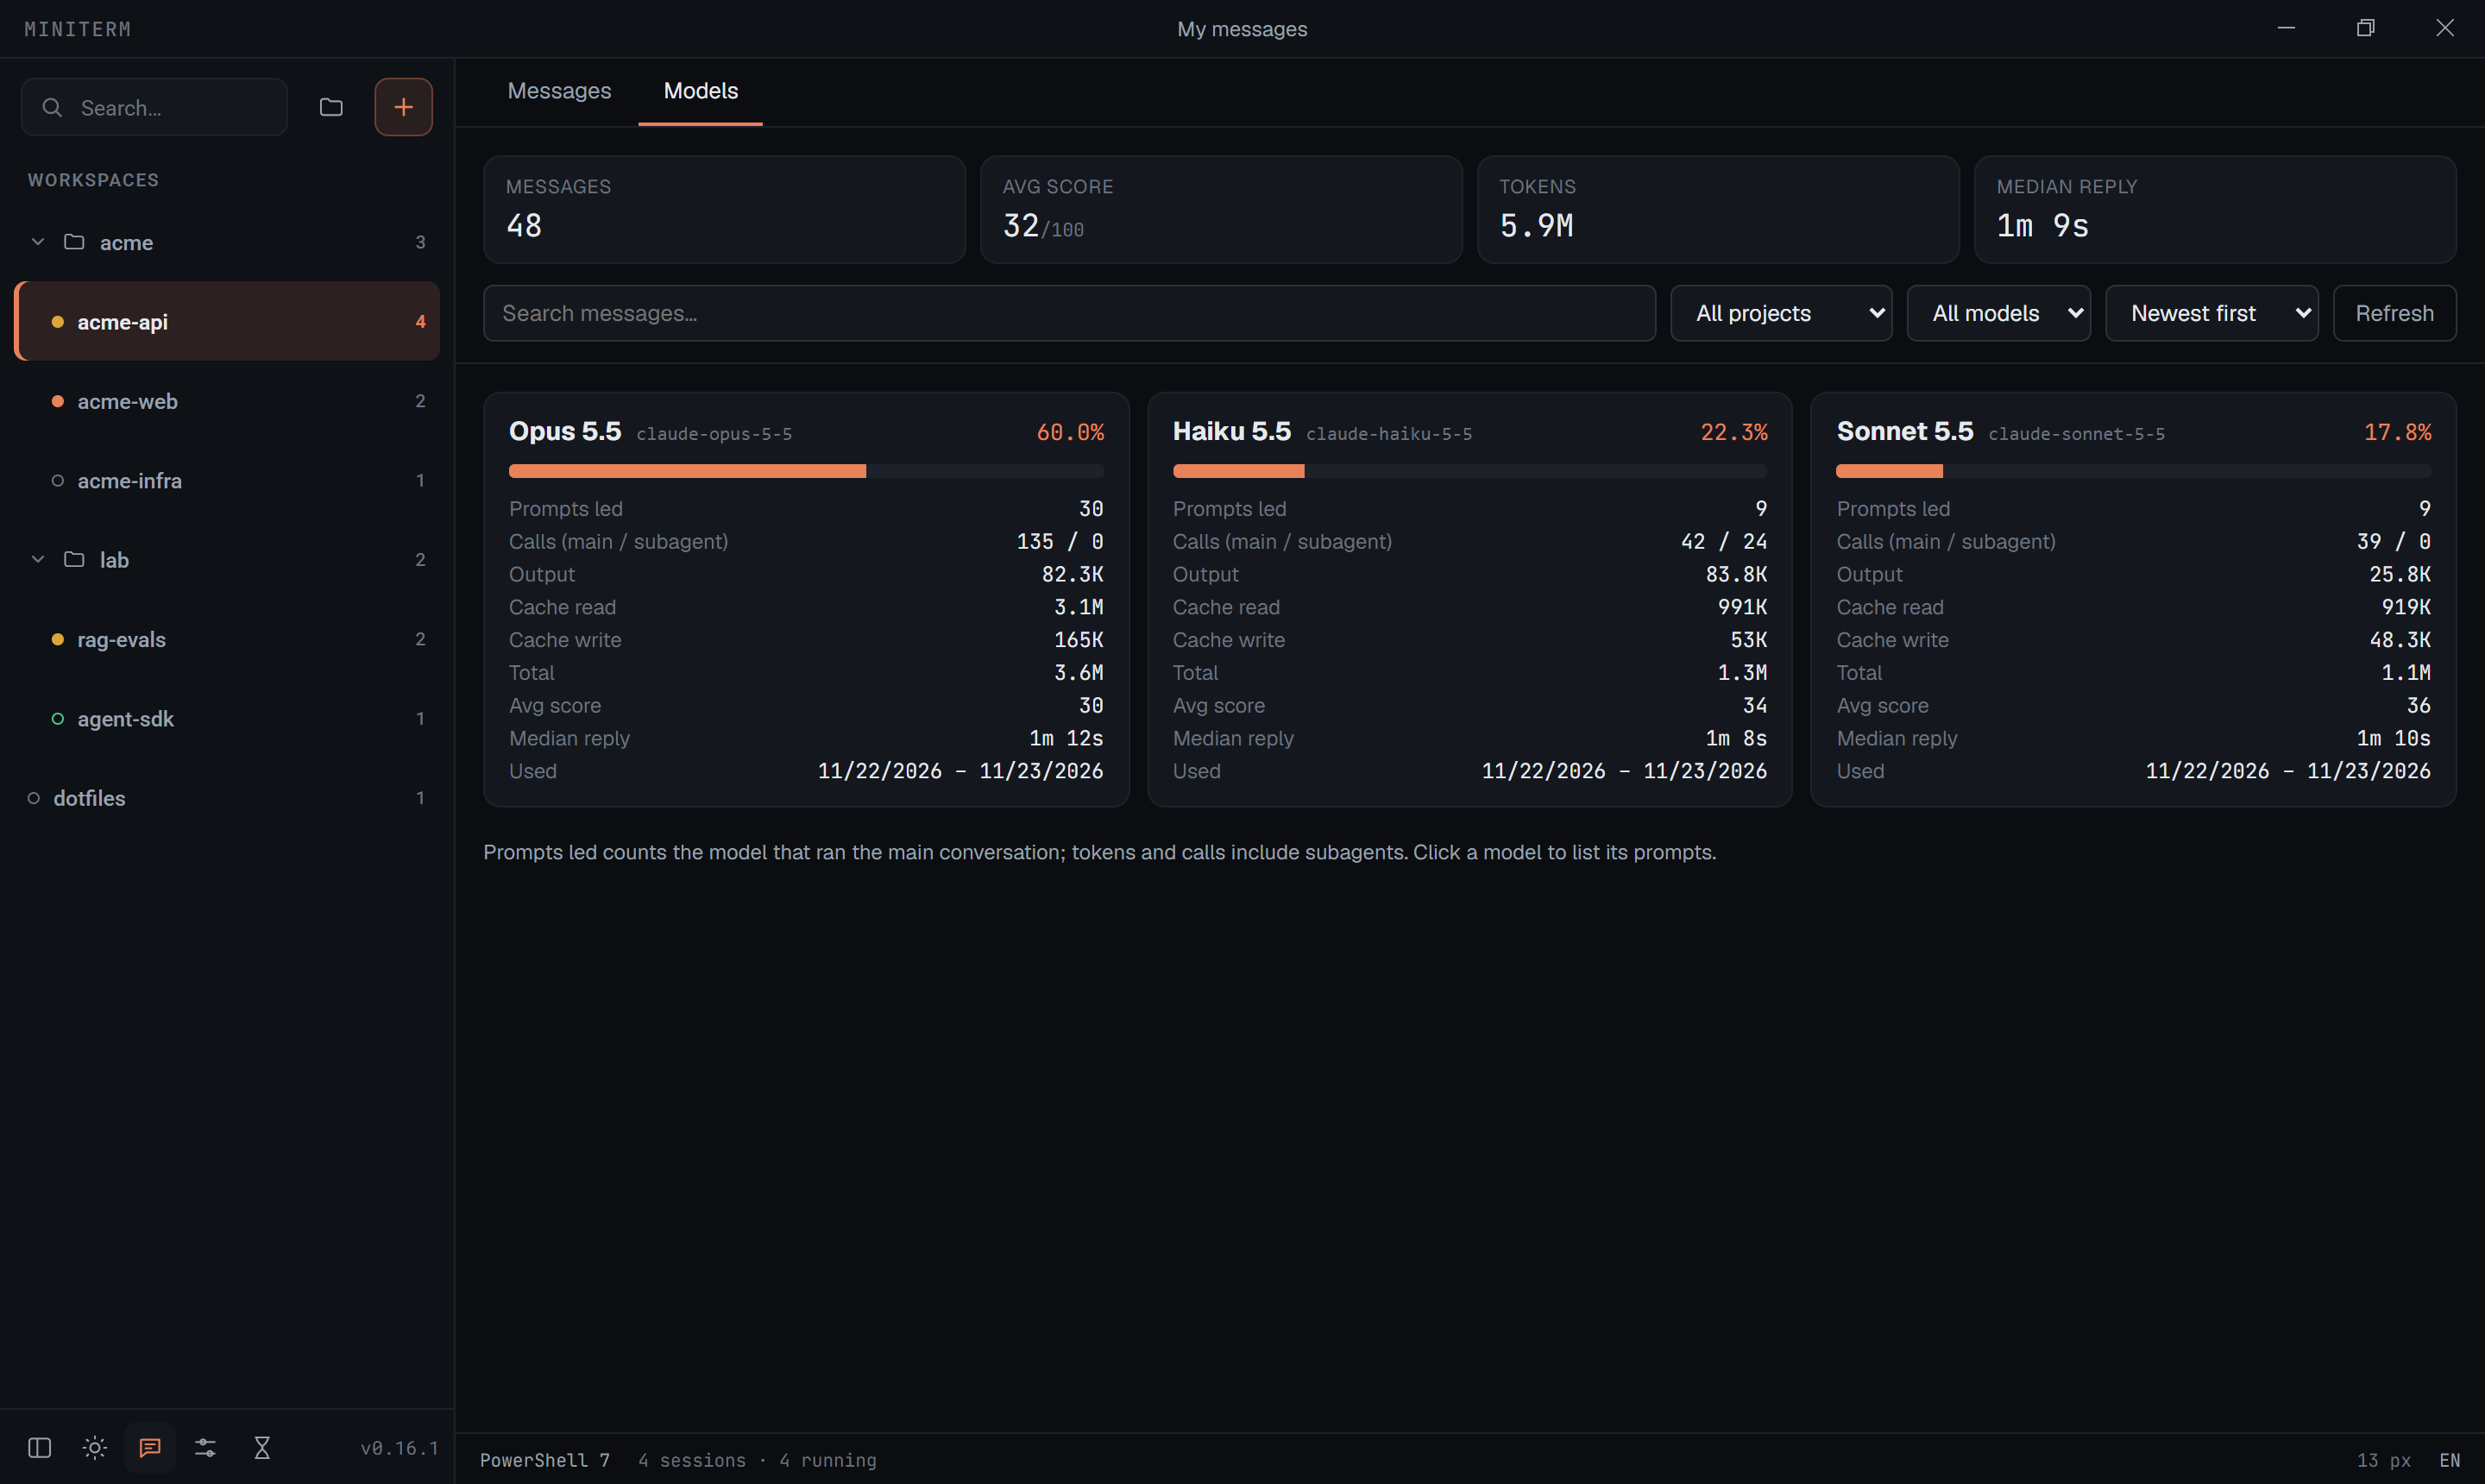 MINITERM
My messages
Search...
WORKSPACES
acme 3
acme-api 4
acme-web 2
acme-infra 1
lab 2
rag-evals 2
agent-sdk 1
dotfiles 1
v0.16.1
Messages Models
MESSAGES
48
AVG SCORE
32/100
TOKENS
5.9M
MEDIAN REPLY
1m 9s
Search messages... All projects All models Newest first Refresh
Opus 5.5 claude-opus-5-5 60.0%
Prompts led 30
Calls (main / subagent) 135 / 0
Output 82.3K
Cache read 3.1M
Cache write 165K
Total 3.6M
Avg score 30
Median reply 1m 12s
Used 11/22/2026 – 11/23/2026
Haiku 5.5 claude-haiku-5-5 22.3%
Prompts led 9
Calls (main / subagent) 42 / 24
Output 83.8K
Cache read 991K
Cache write 53K
Total 1.3M
Avg score 34
Median reply 1m 8s
Used 11/22/2026 – 11/23/2026
Sonnet 5.5 claude-sonnet-5-5 17.8%
Prompts led 9
Calls (main / subagent) 39 / 0
Output 25.8K
Cache read 919K
Cache write 48.3K
Total 1.1M
Avg score 36
Median reply 1m 10s
Used 11/22/2026 – 11/23/2026
Prompts led counts the model that ran the main conversation; tokens and calls include subagents. Click a model to list its prompts.
PowerShell 7 4 sessions · 4 running 13 px EN